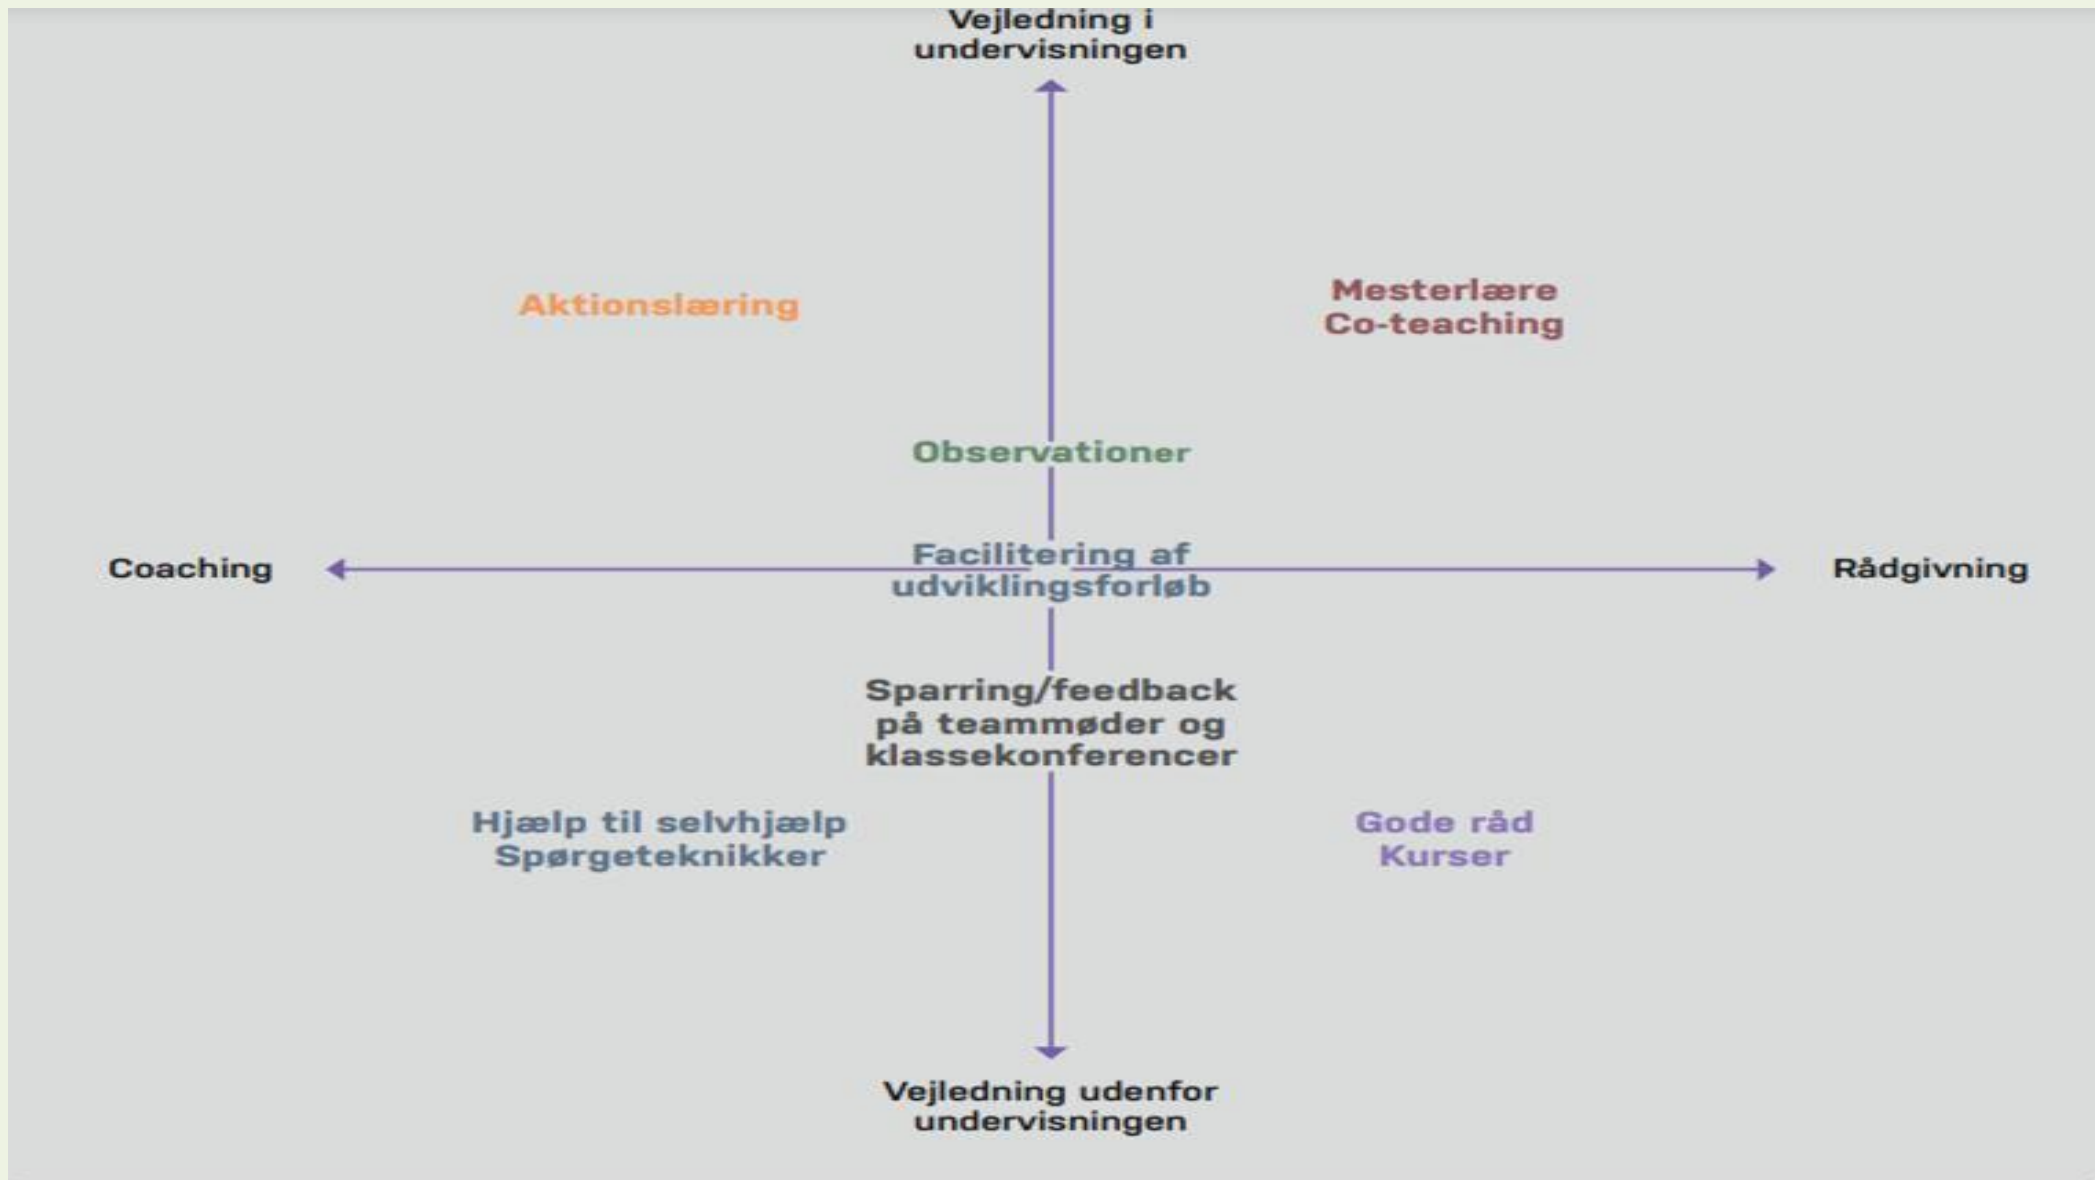 Vejledning i
undervisningen
Aktionslæring
Mesterlære
Co-teaching
Observationer
Coaching
Facilitering af
udviklingsforløb
Rådgivning
Sparring/feedback
på teammøder og
klassekonferencer
Hjælp til selvhjælp
Spørgeteknikker
Gode råd
Kurser
Vejledning udenfor
undervisningen